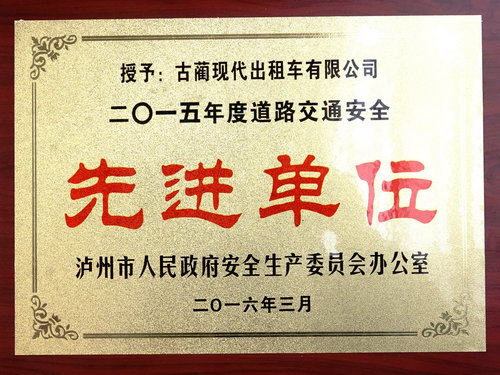 授予：古蔺现代出租车有限公司
二〇一五年度道路交通安全
先进单位
泸州市人民政府安全生产委员会办公室
二〇一六年三月